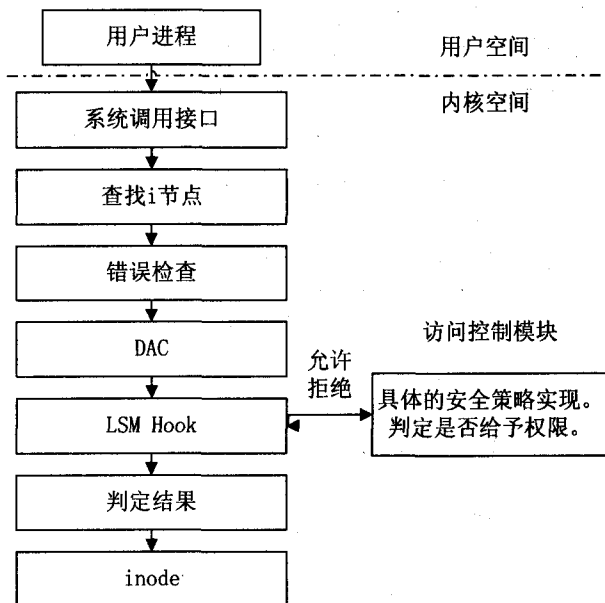 用户进程
用户空间
内核空间
系统调用接口
查找i节点
错误检查
DAC
访问控制模块
允许
拒绝
LSM Hook
具体的安全策略实现。
判定是否给予权限。
判定结果
inode